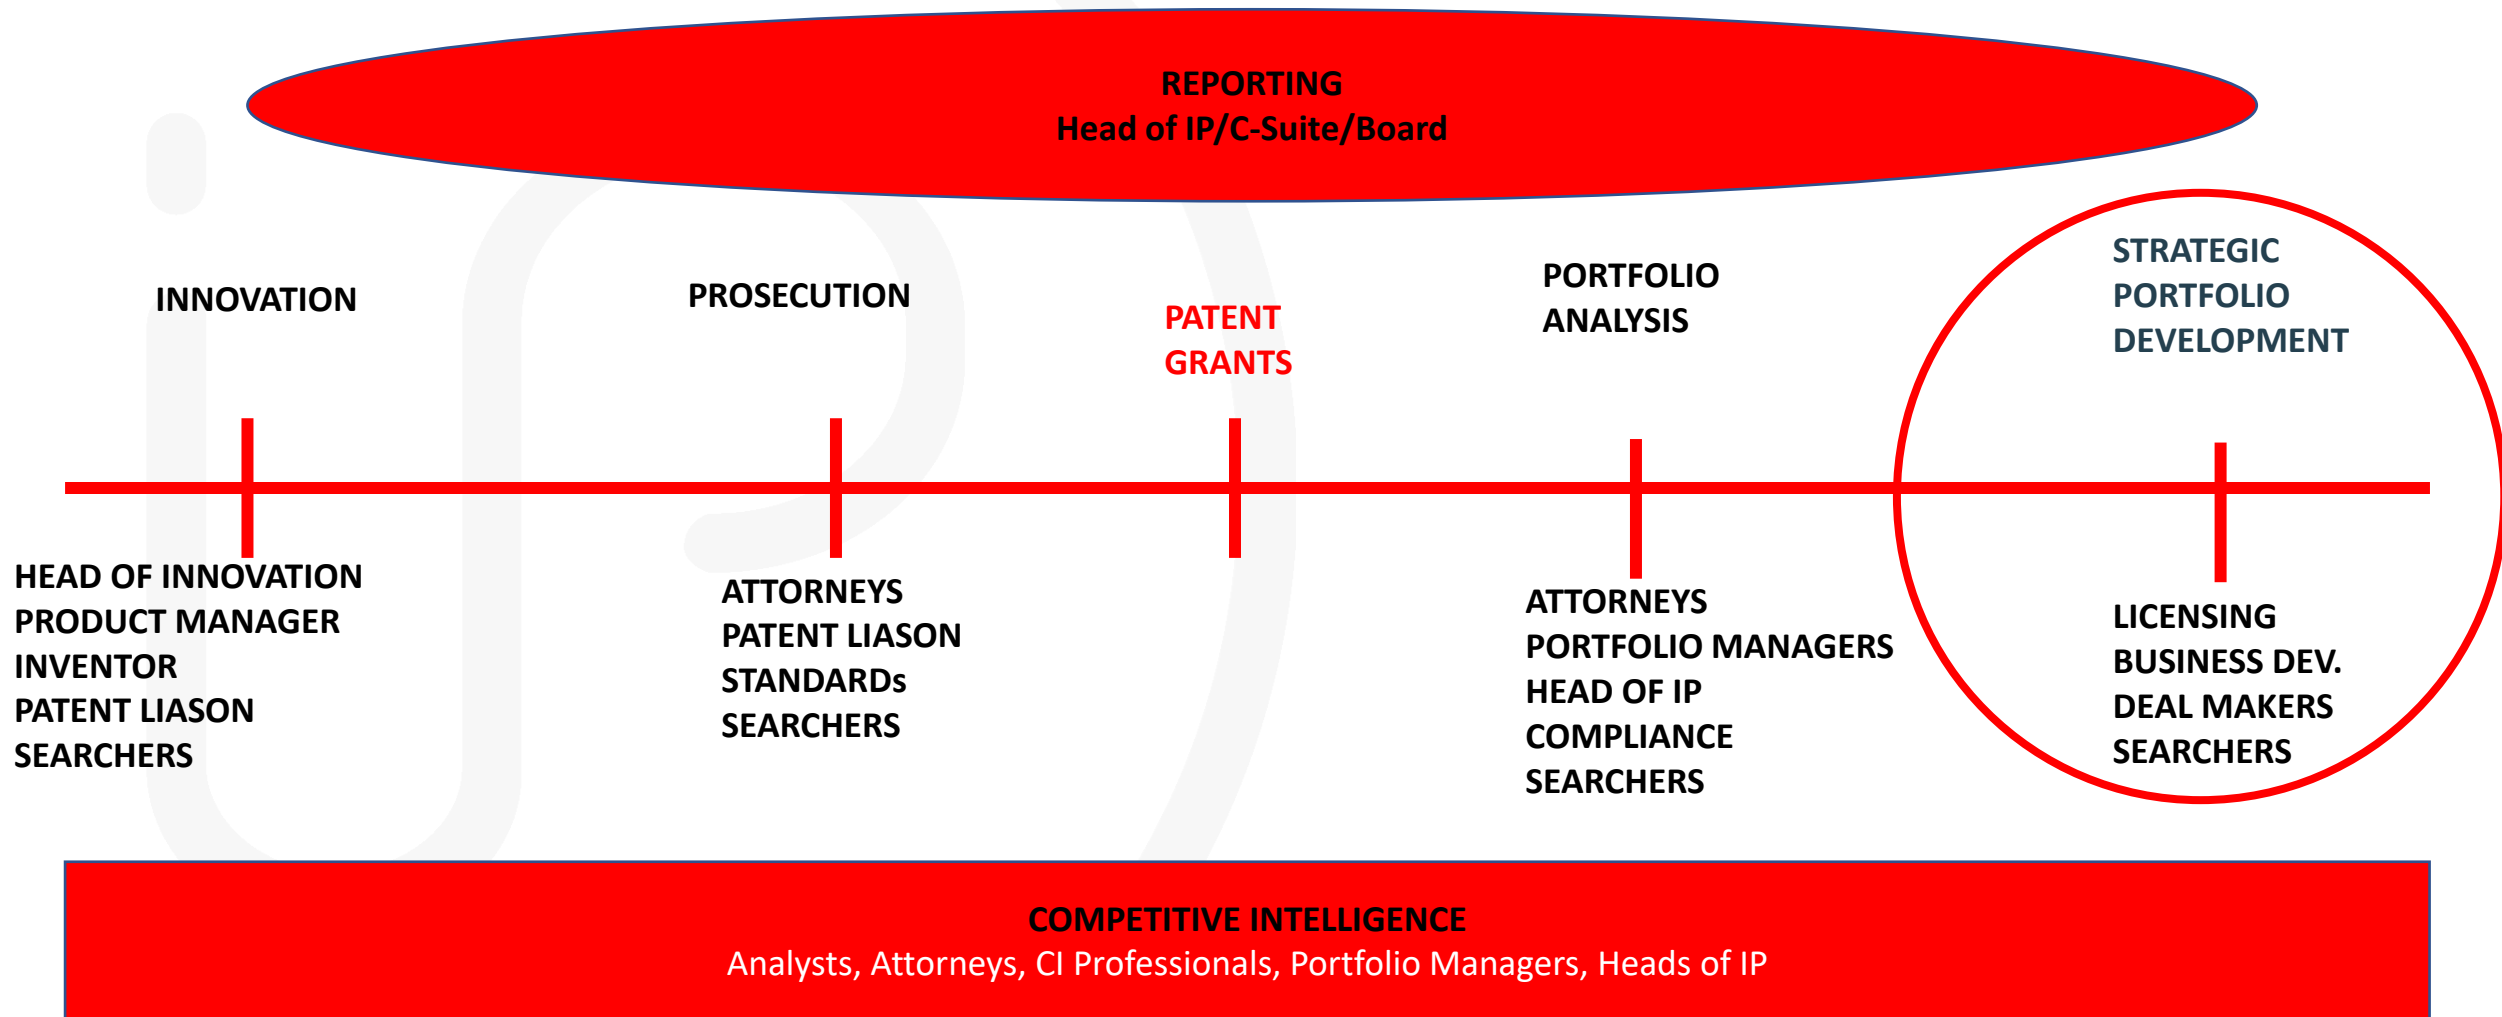 REPORTING
Head of IP/C-Suite/Board
INNOVATION
PROSECUTION
PATENT
GRANTS
PORTFOLIO
ANALYSIS
STRATEGIC
PORTFOLIO
DEVELOPMENT
HEAD OF INNOVATION
PRODUCT MANAGER
INVENTOR
PATENT LIASON
SEARCHERS
ATTORNEYS
PATENT LIASON
STANDARDs
SEARCHERS
ATTORNEYS
PORTFOLIO MANAGERS
HEAD OF IP
COMPLIANCE
SEARCHERS
LICENSING
BUSINESS DEV.
DEAL MAKERS
SEARCHERS
COMPETITIVE INTELLIGENCE
Analysts, Attorneys, CI Professionals, Portfolio Managers, Heads of IP